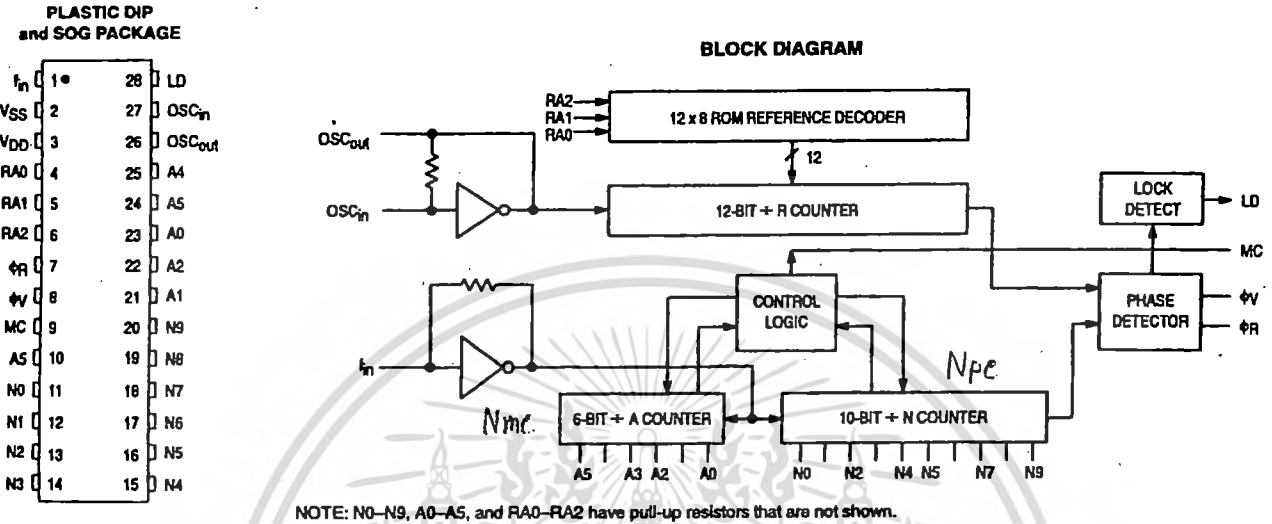 PLASTIC DIP
and SOG PACKAGE
fin 1 28 LD
VSS 2 27 OSCin
VDD 3 26 OSCout
RA0 4 25 A4
RA1 5 24 A5
RA2 6 23 A0
ϕR 7 22 A2
ϕV 8 21 A1
MC 9 20 N9
A5 10 19 N8
N0 11 18 N7
N1 12 17 N6
N2 13 16 N5
N3 14 15 N4
BLOCK DIAGRAM
RA2
RA1
RA0
12 x 8 ROM REFERENCE DECODER
12
OSCout
OSCin
12-BIT ÷ R COUNTER
LOCK
DETECT
LD
MC
CONTROL
LOGIC
PHASE
DETECTOR
ϕV
ϕR
fin
Npc
Nmc.
6-BIT ÷ A COUNTER
10-BIT ÷ N COUNTER
A5 A3 A2 A0
N0 N2 N4 N5 N7 N9
NOTE: N0–N9, A0–A5, and RA0–RA2 have pull-up resistors that are not shown.